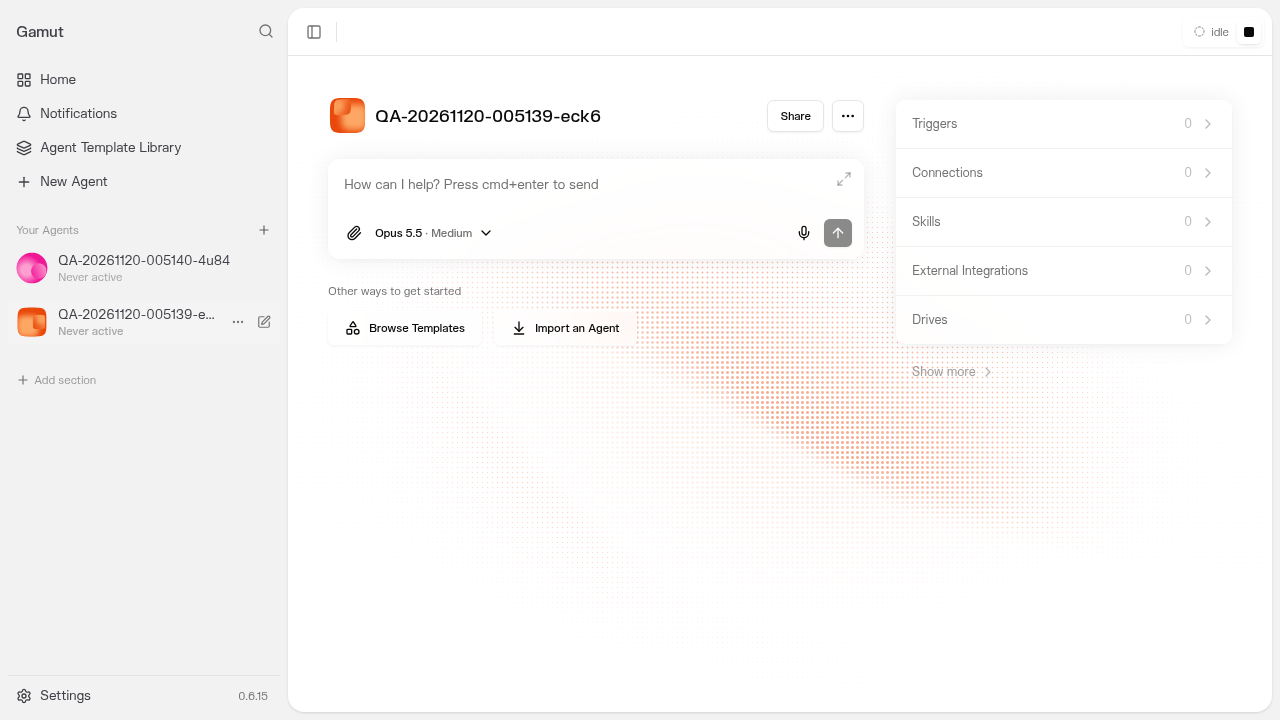 Gamut
Home
Notifications
Agent Template Library
New Agent
Your Agents
QA-20261120-005140-4u84
Never active
QA-20261120-005139-e...
Never active
Add section
Settings
0.6.15
idle
QA-20261120-005139-eck6
Share
How can I help? Press cmd+enter to send
Opus 5.5 · Medium
Other ways to get started
Browse Templates
Import an Agent
Triggers 0
Connections 0
Skills 0
External Integrations 0
Drives 0
Show more